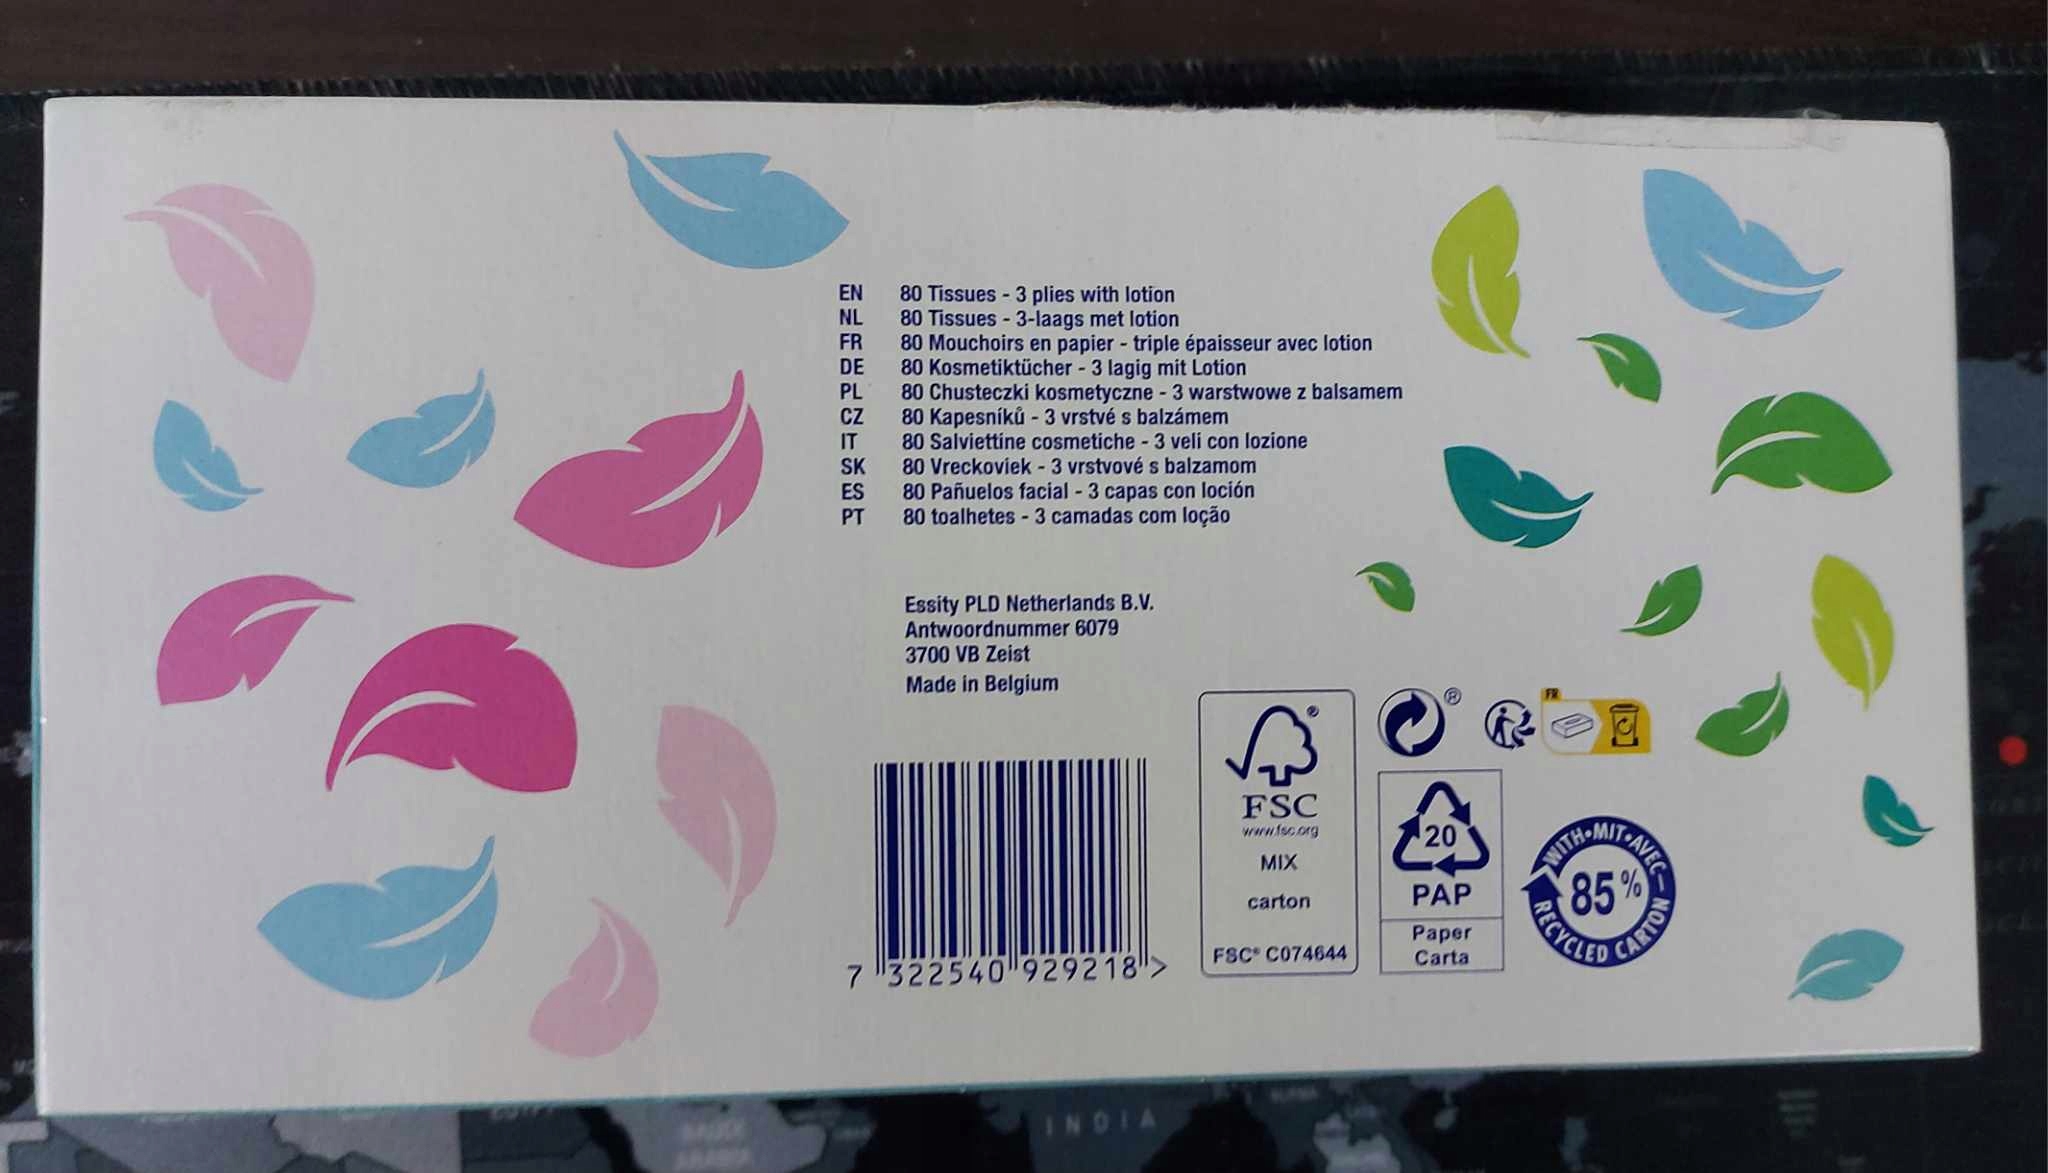 EN 80 Tissues - 3 plies with lotion
NL 80 Tissues - 3-laags met lotion
FR 80 Mouchoirs en papier - triple épaisseur avec lotion
DE 80 Kosmetiktücher - 3 lagig mit Lotion
PL 80 Chusteczki kosmetyczne - 3 warstwowe z balsamem
CZ 80 Kapesníků - 3 vrstvé s balzámem
IT 80 Salviettine cosmetiche - 3 veli con lozione
SK 80 Vreckoviek - 3 vrstvové s balzamom
ES 80 Pañuelos facial - 3 capas con loción
PT 80 toalhetes - 3 camadas com loção
Essity PLD Netherlands B.V.
Antwoordnummer 6079
3700 VB Zeist
Made in Belgium
7 322540 929218 >
®
FSC
www.fsc.org
MIX
carton
FSC® C074644
®
FR
20
PAP
Paper
Carta
WITH•MIT•AVEC
85%
RECYCLED CARTON
INDIA